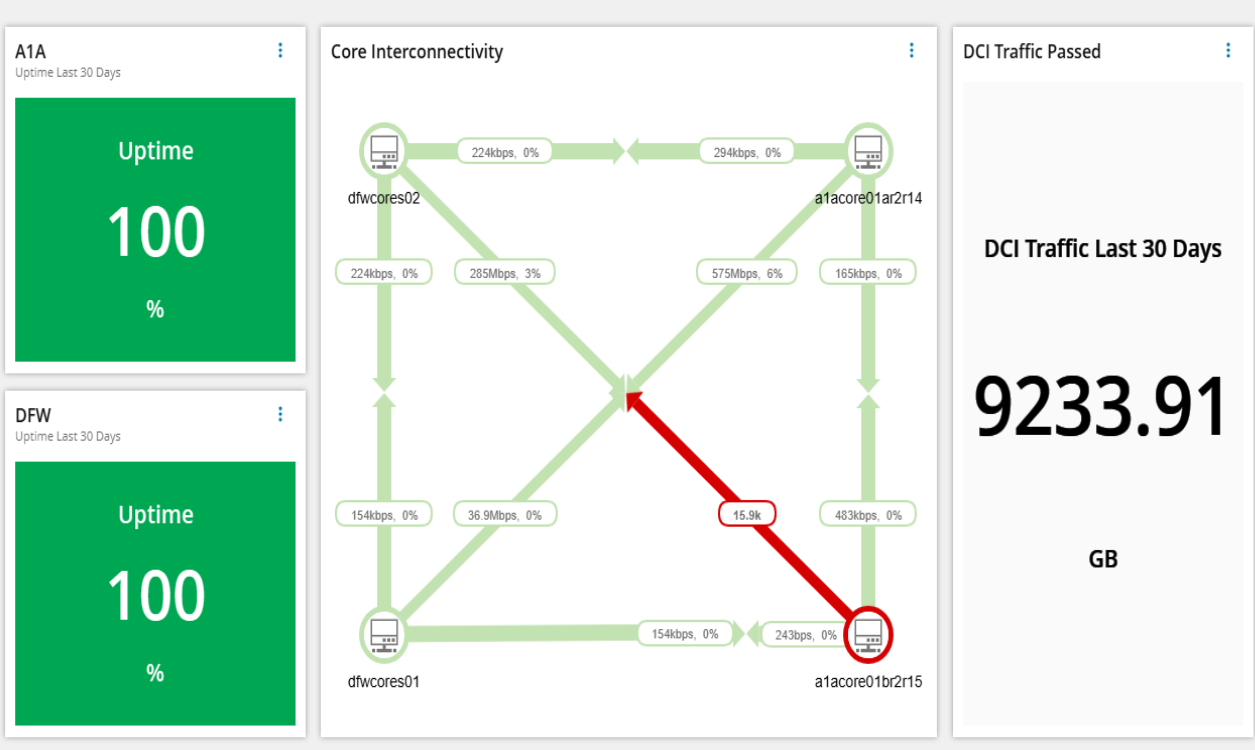 A1A
Uptime Last 30 Days
Uptime
100
%
DFW
Uptime Last 30 Days
Uptime
100
%
Core Interconnectivity
224kbps, 0%
294kbps, 0%
dfwcores02
a1acore01ar2r14
224kbps, 0%
285Mbps, 3%
575Mbps, 6%
165kbps, 0%
154kbps, 0%
36.9Mbps, 0%
15.9k
483kbps, 0%
154kbps, 0%
243bps, 0%
dfwcores01
a1acore01br2r15
DCI Traffic Passed
DCI Traffic Last 30 Days
9233.91
GB